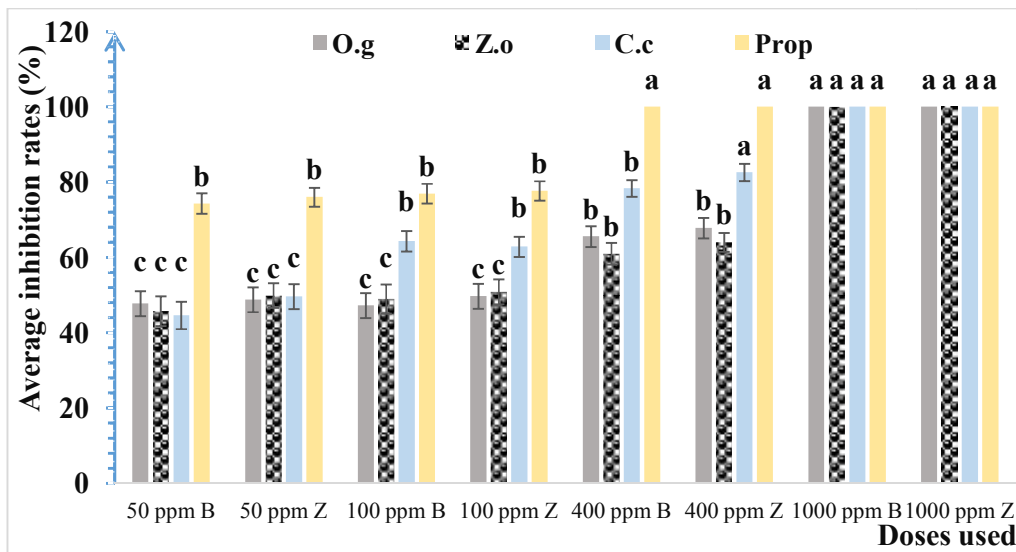 Average inhibition rates (%)
120
100
80
60
40
20
0
O.g Z.o C.c Prop
c c c b
c c c b
c c b b
c c b b
b b b a
b b a a
a a a a
a a a a
50 ppm B 50 ppm Z 100 ppm B 100 ppm Z 400 ppm B 400 ppm Z 1000 ppm B 1000 ppm Z
Doses used